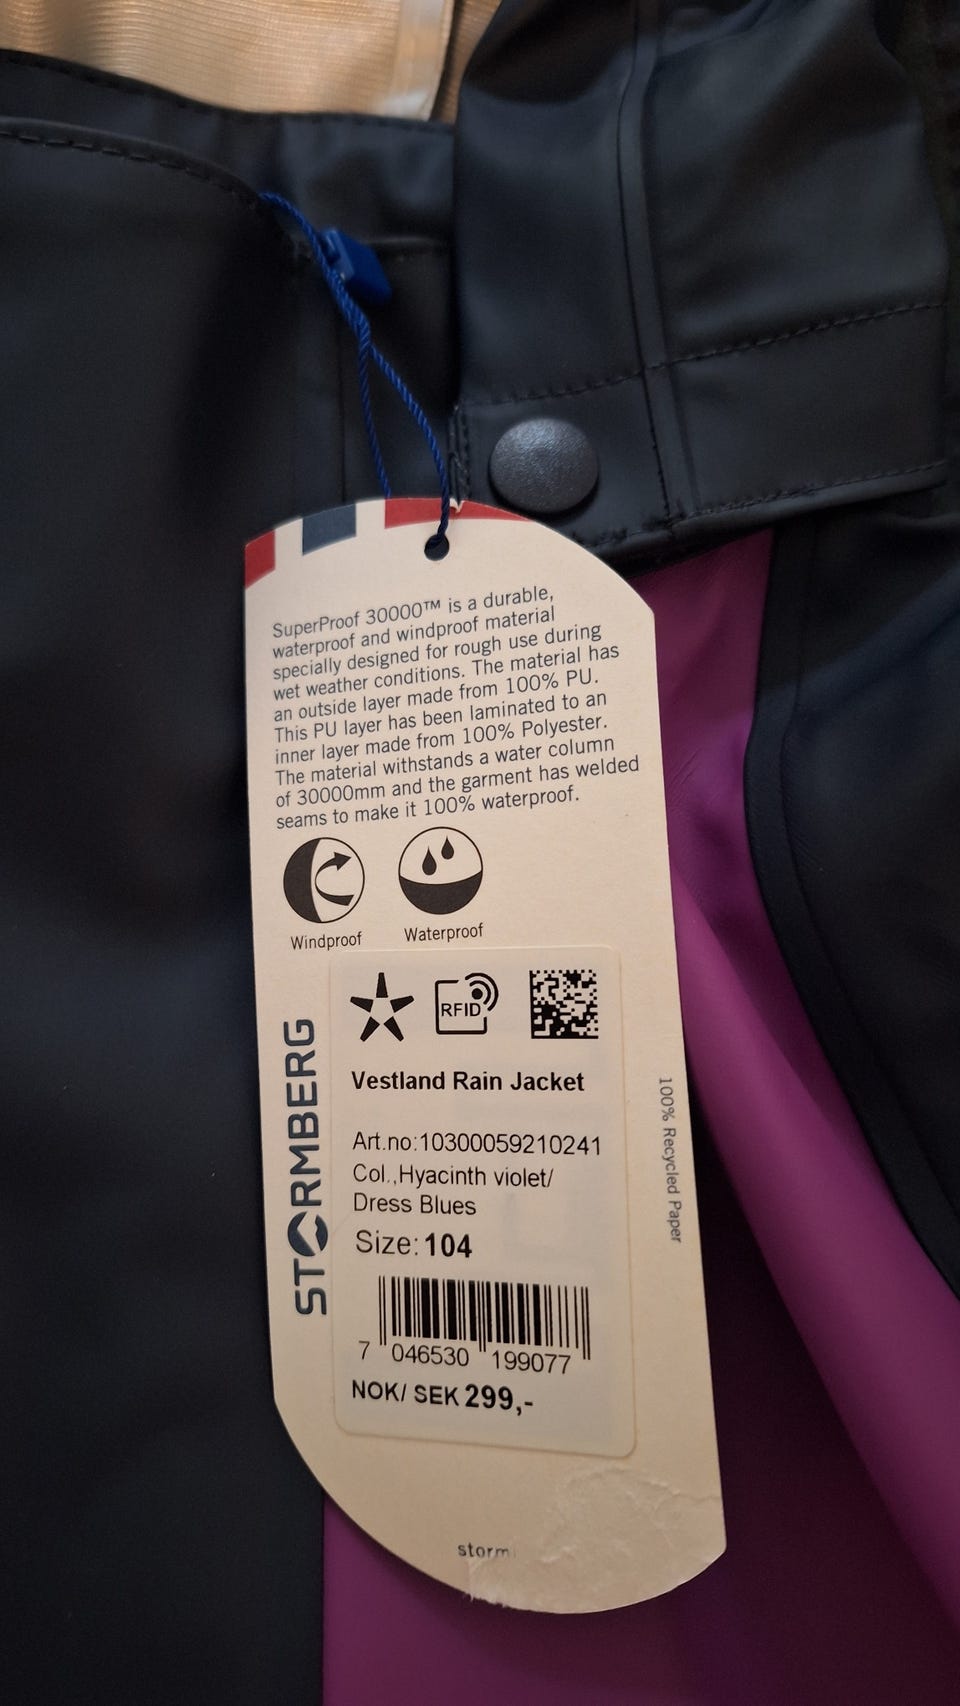 SuperProof 30000™ is a durable,
waterproof and windproof material
specially designed for rough use during
wet weather conditions. The material has
an outside layer made from 100% PU.
This PU layer has been laminated to an
inner layer made from 100% Polyester.
The material withstands a water column
of 30000mm and the garment has welded
seams to make it 100% waterproof.
Windproof
Waterproof
RFID
STORMBERG
Vestland Rain Jacket
Art.no:10300059210241
Col.,Hyacinth violet/
Dress Blues
Size: 104
7 046530 199077
NOK/ SEK 299,-
100% Recycled Paper
storm